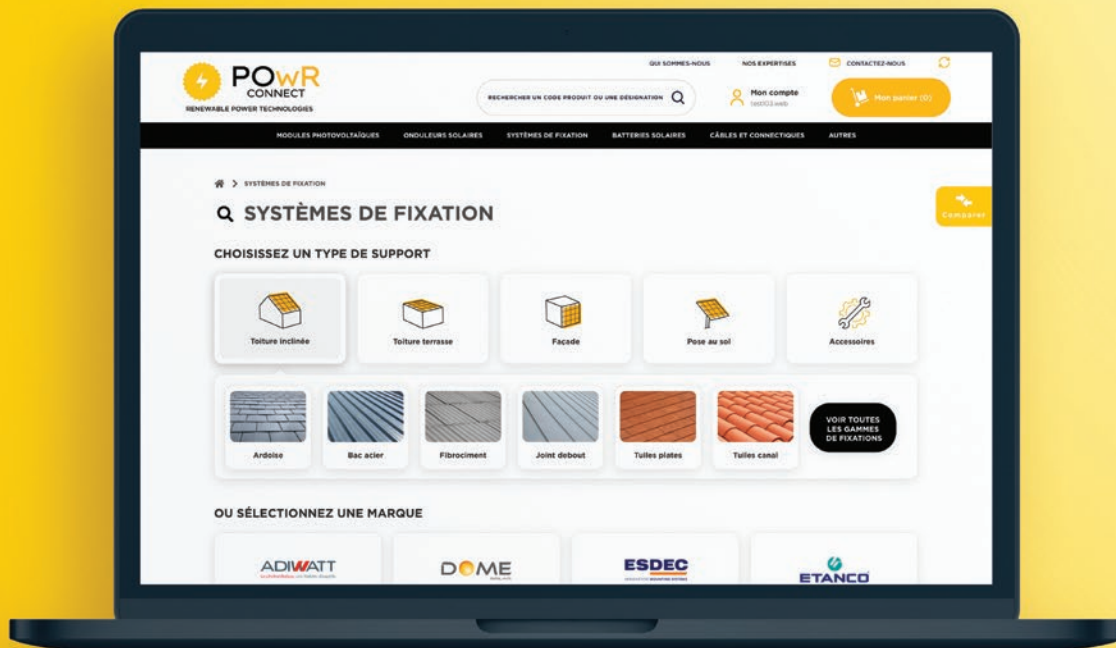 QUI SOMMES-NOUS NOS EXPERTISES CONTACTEZ-NOUS
POwR
CONNECT
RENEWABLE POWER TECHNOLOGIES
RECHERCHER UN CODE PRODUIT OU UNE DÉSIGNATION
Mon compte
test103.web
Mon panier (0)
MODULES PHOTOVOLTAÏQUES ONDULEURS SOLAIRES SYSTÈMES DE FIXATION BATTERIES SOLAIRES CÂBLES ET CONNECTIQUES AUTRES
SYSTÈMES DE FIXATION
Comparer
SYSTÈMES DE FIXATION
CHOISISSEZ UN TYPE DE SUPPORT
Toiture inclinée Toiture terrasse Façade Pose au sol Accessoires
VOIR TOUTES
LES GAMMES
DE FIXATIONS
Ardoise Bac acier Fibrociment Joint debout Tuiles plates Tuiles canal
OU SÉLECTIONNEZ UNE MARQUE
ADIWATT DOME ESDEC ETANCO